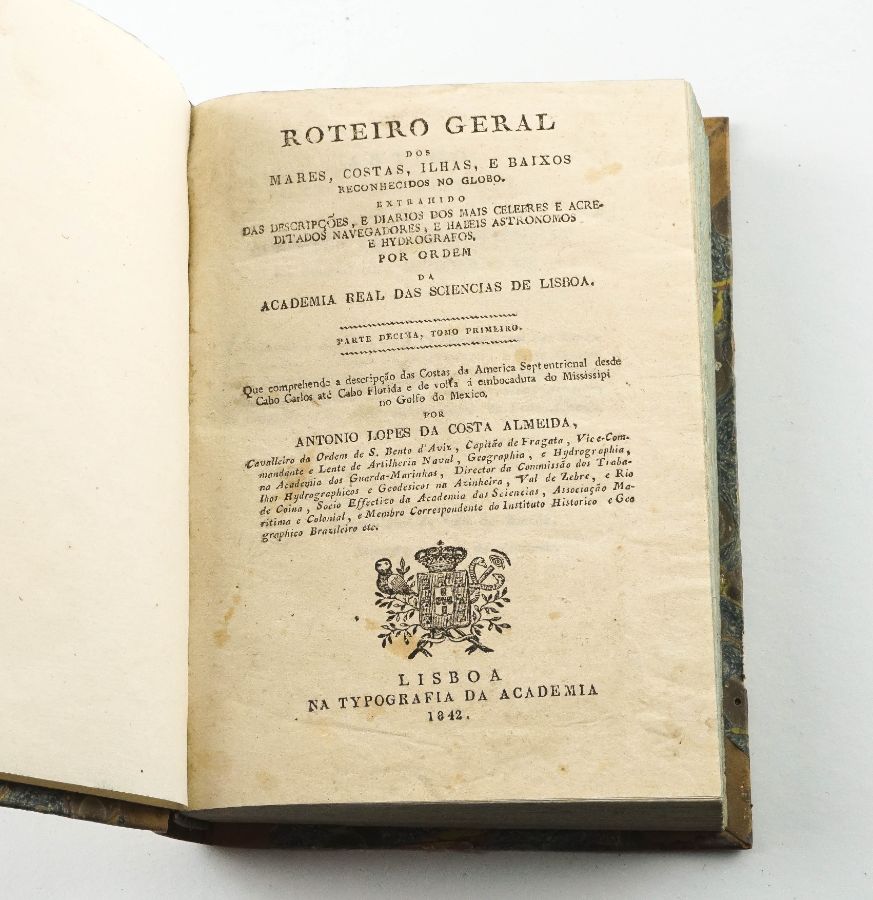 ROTEIRO GERAL
DOS
MARES, COSTAS, ILHAS, E BAIXOS
RECONHECIDOS NO GLOBO.
EXTRAHIDO
DAS DESCRIPÇÕES, E DIARIOS DOS MAIS CELEBRES E ACRE-
DITADOS NAVEGADORES, E HABEIS ASTRONOMOS
E HYDROGRAFOS,
POR ORDEM
DA
ACADEMIA REAL DAS SCIENCIAS DE LISBOA.
PARTE DECIMA, TOMO PRIMEIRO.
Que comprehende a descripção das Costas da America Septentrional desde
Cabo Carlos até Cabo Florida e de volta á embocadura do Missisipi
no Golfo do Mexico,
POR
ANTONIO LOPES DA COSTA ALMEIDA,
Cavalleiro da Ordem de S. Bento d'Aviz, Capitão de Fragata, Vice-Com-
mandante e Lente de Artilheria Naval, Geographia, e Hydrographia,
na Academia dos Guarda-Marinhas, Director da Commissão dos Traba-
lhos Hydrographicos e Geodesicos na Azinheira, Val de Zebre, e Rio
de Coina, Socio Effectivo da Academia das Sciencias, Associação Ma-
ritima e Colonial, e Membro Correspondente do Instituto Historico e Geo
graphico Brazileiro etc.
LISBOA
NA TYPOGRAFIA DA ACADEMIA
1842.